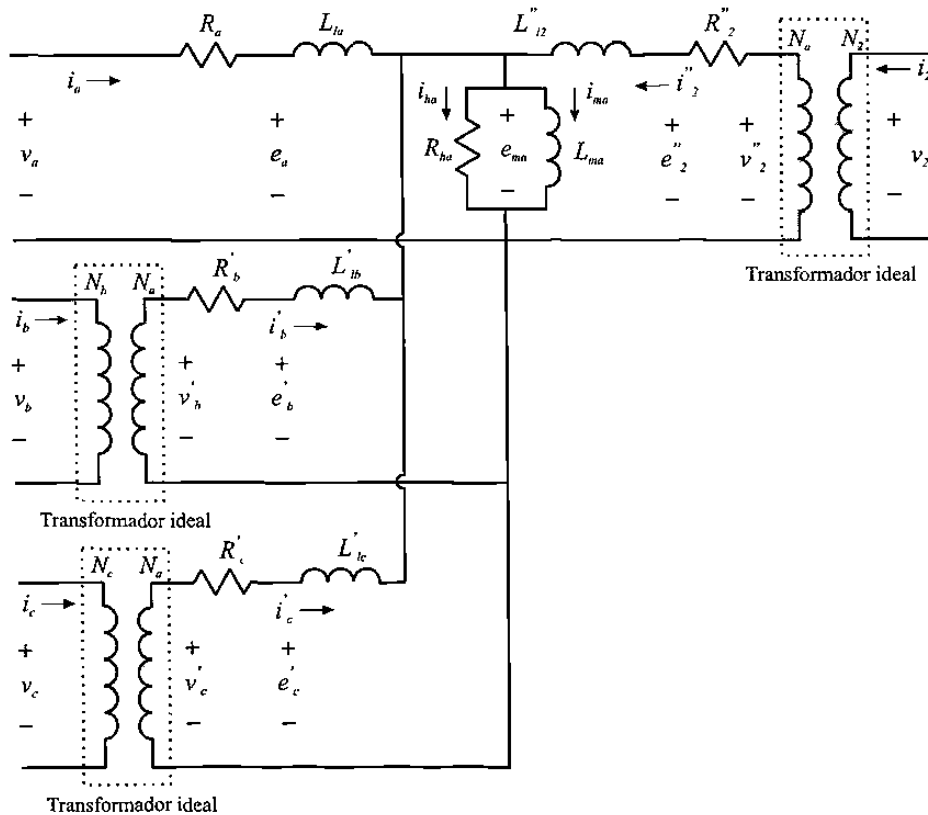 R_a L_la L''_l2 R''_2 N_a N_2
i_a i_ha i_ma i''_2 i_2
+ + + + + +
v_a e_a R_ha e_ma L_ma e''_2 v''_2 v_2
− − − − − −
Transformador ideal
N_b N_a R'_b L'_lb
i_b i'_b
+ + +
v_b v'_b e'_b
− − −
Transformador ideal
N_c N_a R'_c L'_lc
i_c i'_c
+ + +
v_c v'_c e'_c
− − −
Transformador ideal